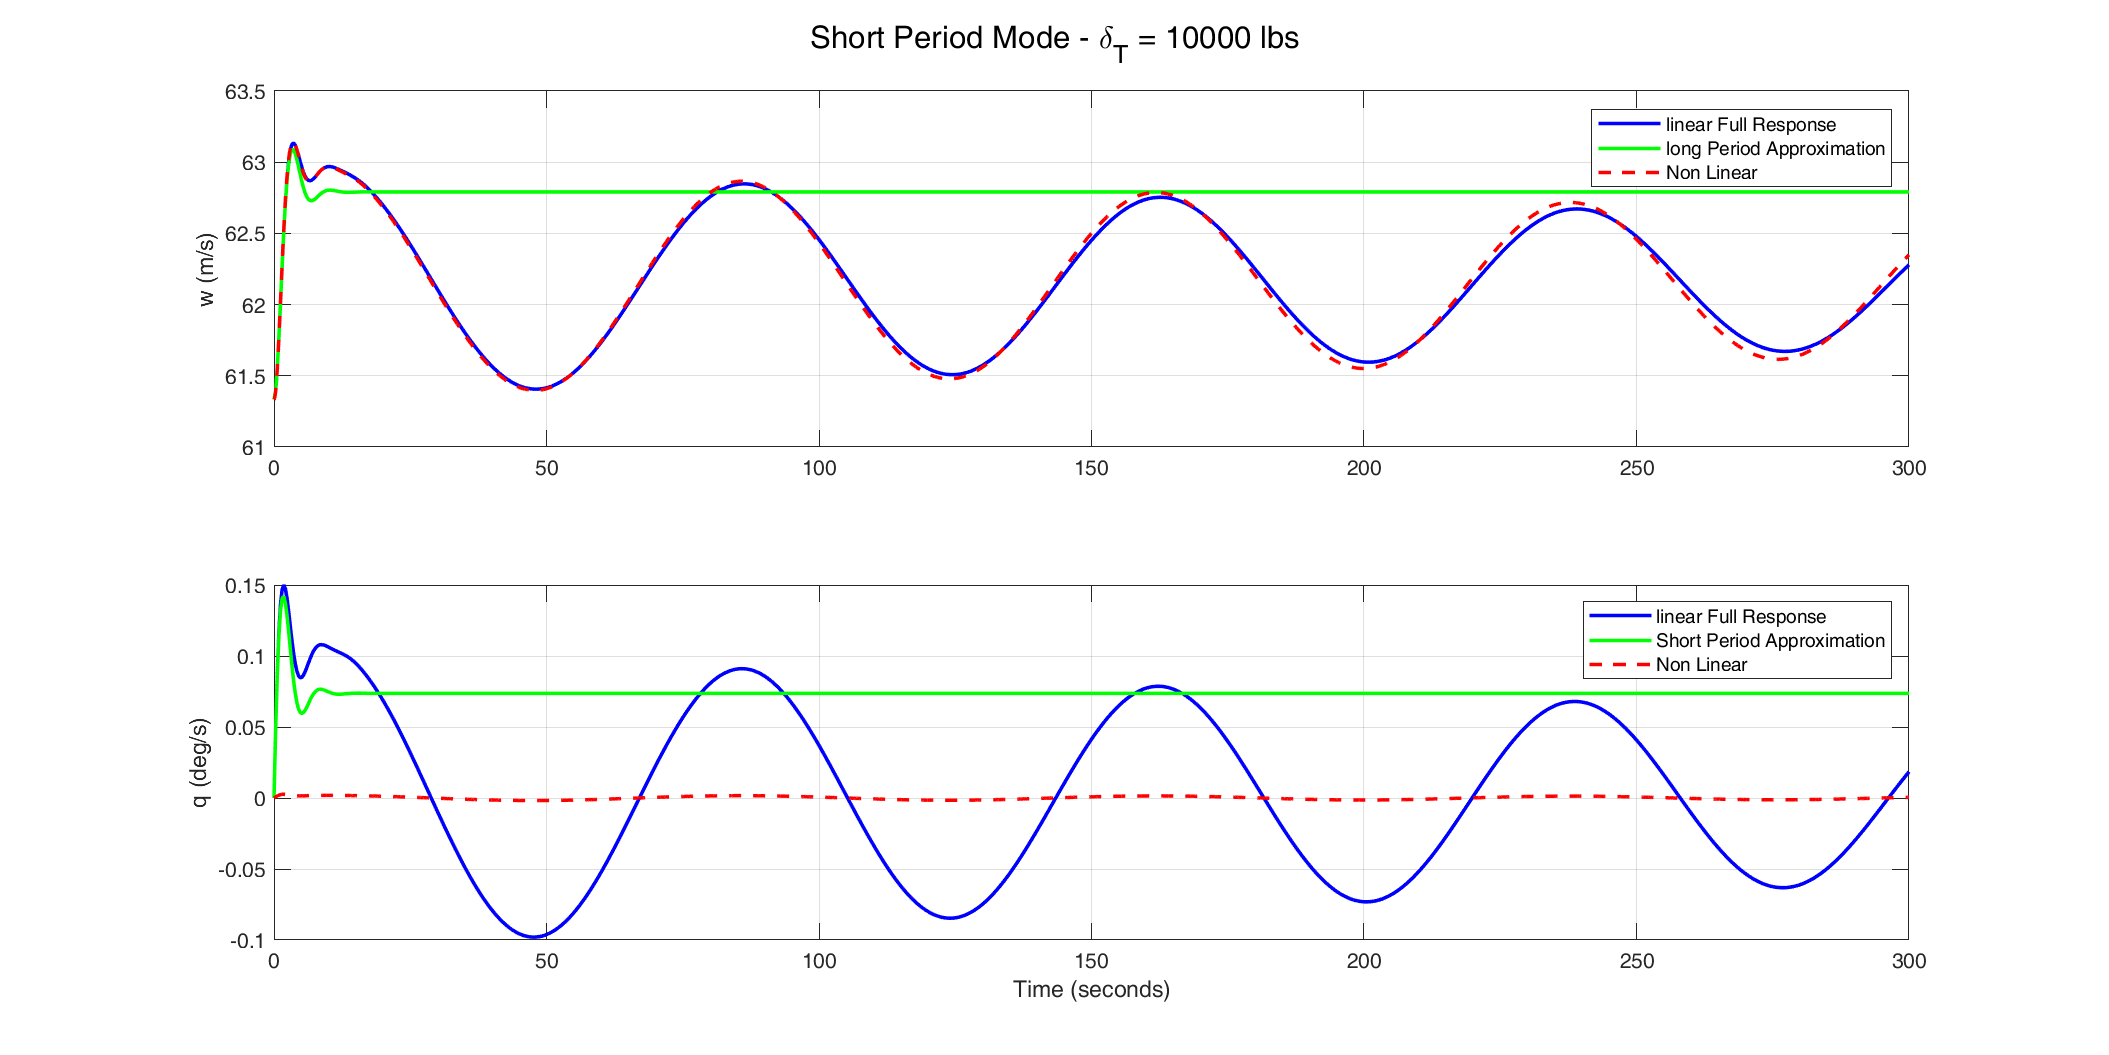 Short Period Mode - δ_T = 10000 lbs
63.5
63
62.5
62
61.5
61
w (m/s)
linear Full Response
long Period Approximation
Non Linear
0 50 100 150 200 250 300
0.15
0.1
0.05
0
-0.05
-0.1
q (deg/s)
linear Full Response
Short Period Approximation
Non Linear
0 50 100 150 200 250 300
Time (seconds)